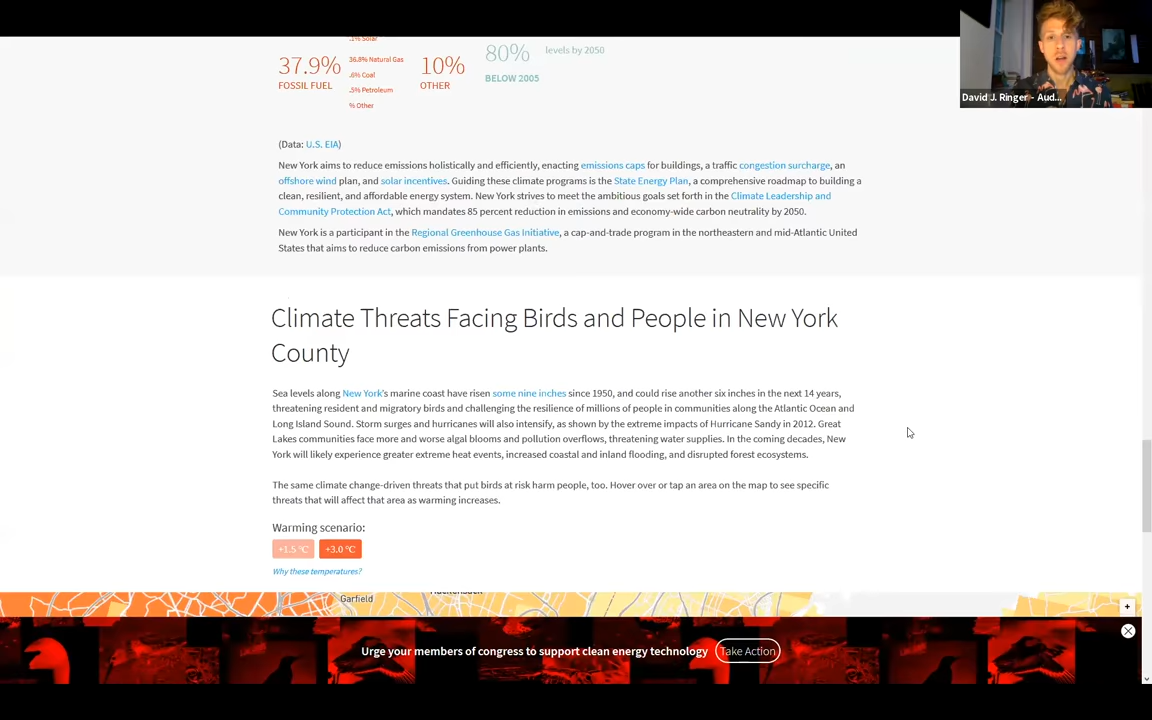 .1% Solar
37.9%
FOSSIL FUEL
36.8% Natural Gas
.6% Coal
.5% Petroleum
% Other
10%
OTHER
80%
levels by 2050
BELOW 2005
David J. Ringer - Aud...
(Data: U.S. EIA)
New York aims to reduce emissions holistically and efficiently, enacting emissions caps for buildings, a traffic congestion surcharge, an
offshore wind plan, and solar incentives. Guiding these climate programs is the State Energy Plan, a comprehensive roadmap to building a
clean, resilient, and affordable energy system. New York strives to meet the ambitious goals set forth in the Climate Leadership and
Community Protection Act, which mandates 85 percent reduction in emissions and economy-wide carbon neutrality by 2050.
New York is a participant in the Regional Greenhouse Gas Initiative, a cap-and-trade program in the northeastern and mid-Atlantic United
States that aims to reduce carbon emissions from power plants.
Climate Threats Facing Birds and People in New York
County
Sea levels along New York's marine coast have risen some nine inches since 1950, and could rise another six inches in the next 14 years,
threatening resident and migratory birds and challenging the resilience of millions of people in communities along the Atlantic Ocean and
Long Island Sound. Storm surges and hurricanes will also intensify, as shown by the extreme impacts of Hurricane Sandy in 2012. Great
Lakes communities face more and worse algal blooms and pollution overflows, threatening water supplies. In the coming decades, New
York will likely experience greater extreme heat events, increased coastal and inland flooding, and disrupted forest ecosystems.
The same climate change-driven threats that put birds at risk harm people, too. Hover over or tap an area on the map to see specific
threats that will affect that area as warming increases.
Warming scenario:
+1.5 °C +3.0 °C
Why these temperatures?
Garfield
+
Urge your members of congress to support clean energy technology Take Action